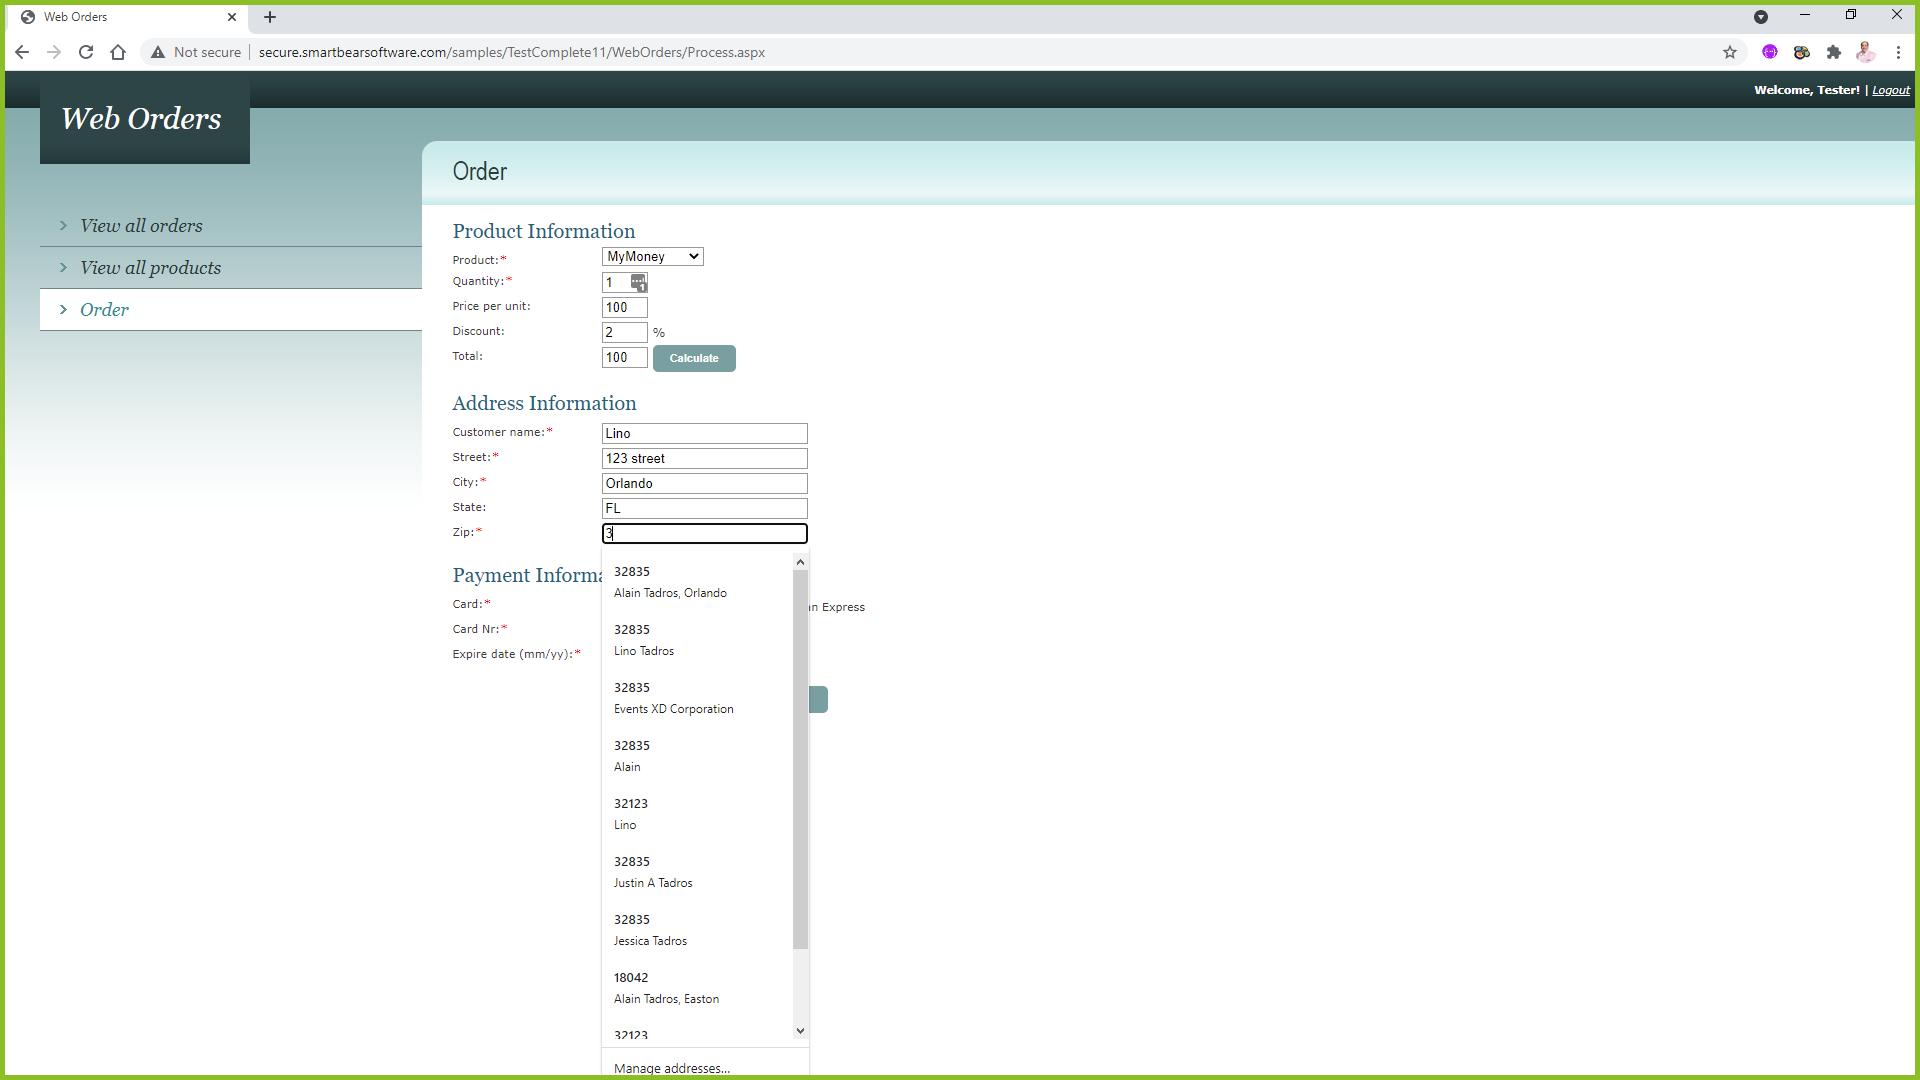 Web Orders
Not secure
secure.smartbearsoftware.com/samples/TestComplete11/WebOrders/Process.aspx
Welcome, Tester! | Logout
Web Orders
Order
View all orders
View all products
Order
Product Information
Product:* MyMoney
Quantity:* 1
1
Price per unit: 100
Discount: 2 %
Total: 100 Calculate
Address Information
Customer name:* Lino
Street:* 123 street
City:* Orlando
State: FL
Zip:* 3
Payment Informa
Card:* an Express
Card Nr:*
Expire date (mm/yy):*
32835
Alain Tadros, Orlando
32835
Lino Tadros
32835
Events XD Corporation
32835
Alain
32123
Lino
32835
Justin A Tadros
32835
Jessica Tadros
18042
Alain Tadros, Easton
32123
Manage addresses...